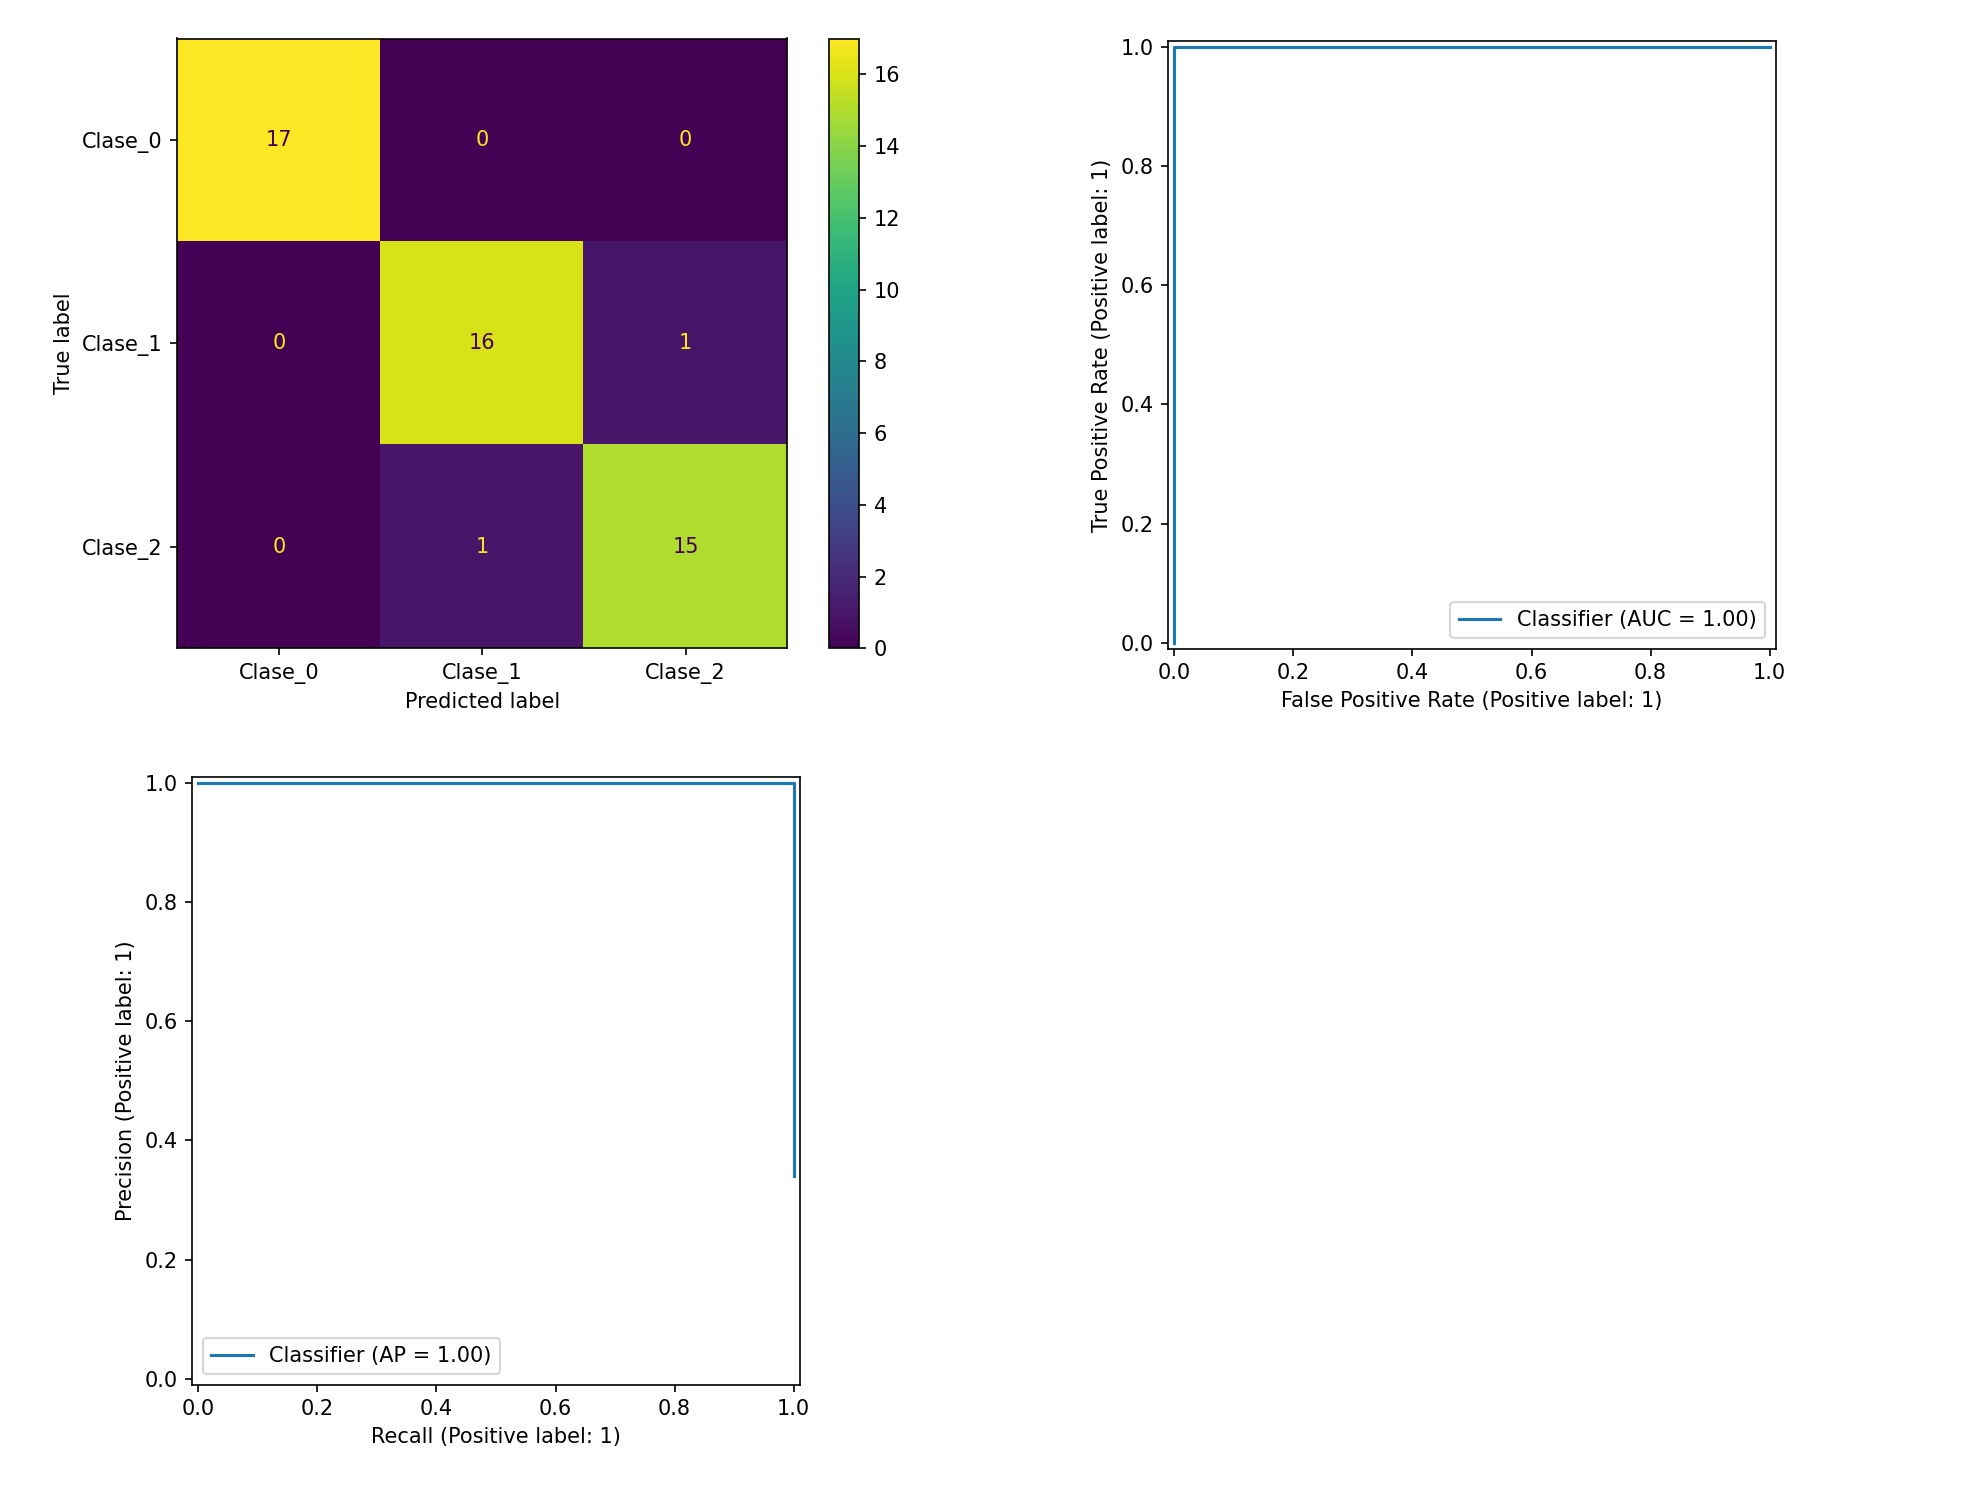 True label
Clase_0
Clase_1
Clase_2
17 0 0
0 16 1
0 1 15
Clase_0 Clase_1 Clase_2
Predicted label
16
14
12
10
8
6
4
2
0
True Positive Rate (Positive label: 1)
1.0
0.8
0.6
0.4
0.2
0.0
Classifier (AUC = 1.00)
0.0 0.2 0.4 0.6 0.8 1.0
False Positive Rate (Positive label: 1)
Precision (Positive label: 1)
1.0
0.8
0.6
0.4
0.2
0.0
Classifier (AP = 1.00)
0.0 0.2 0.4 0.6 0.8 1.0
Recall (Positive label: 1)